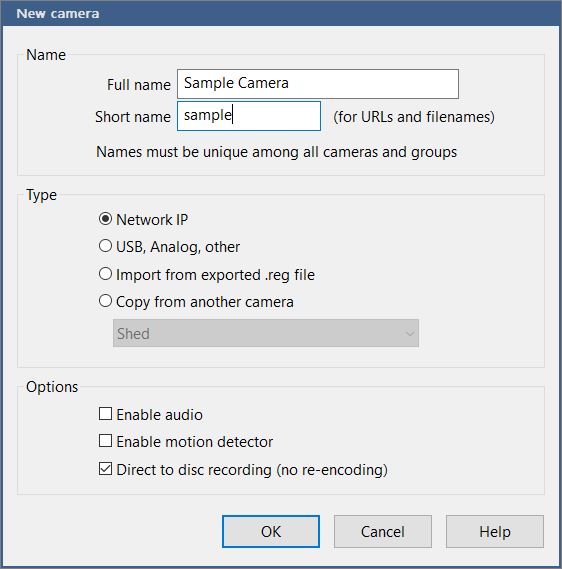 New camera
Name
Full name Sample Camera
Short name sample (for URLs and filenames)
Names must be unique among all cameras and groups
Type
Network IP
USB, Analog, other
Import from exported .reg file
Copy from another camera
Shed
Options
Enable audio
Enable motion detector
Direct to disc recording (no re-encoding)
OK Cancel Help